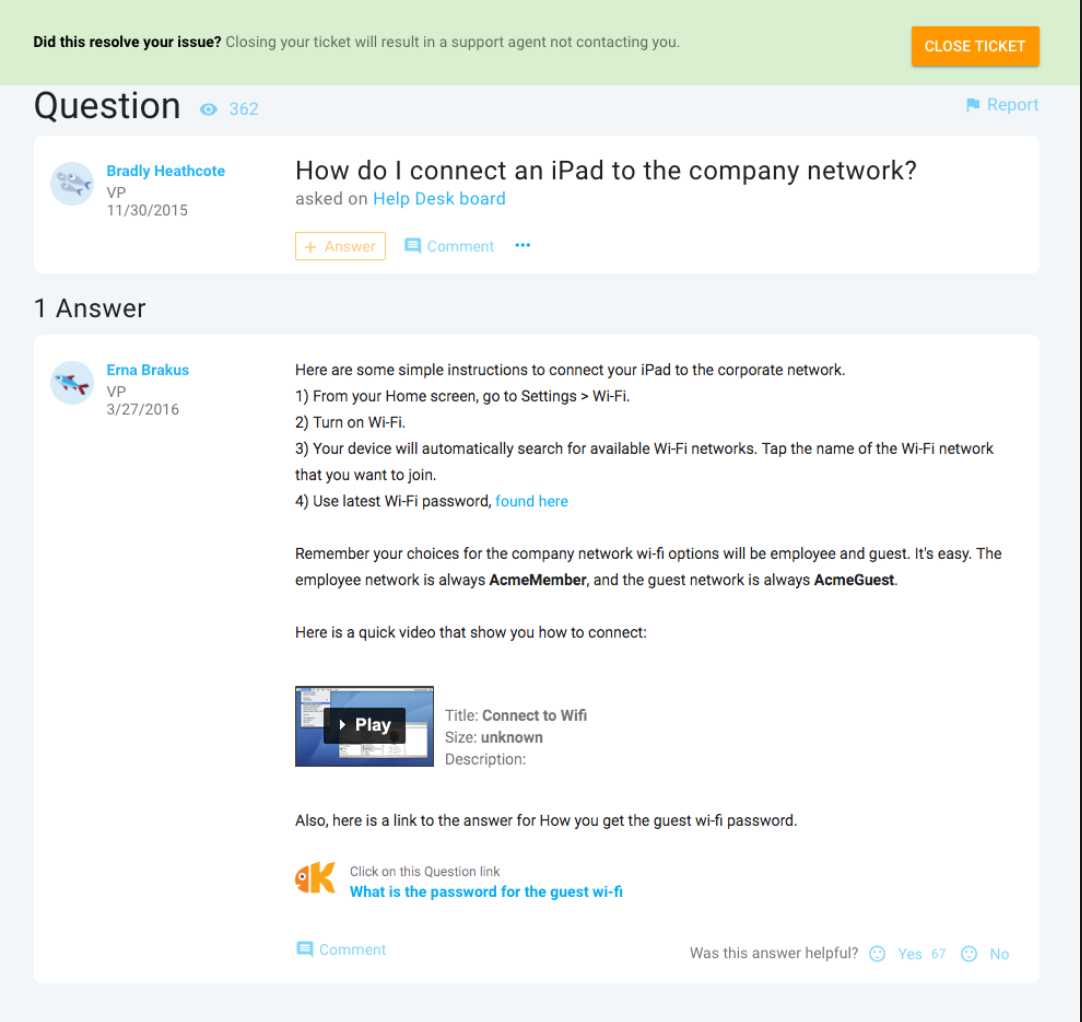 Did this resolve your issue? Closing your ticket will result in a support agent not contacting you.
CLOSE TICKET
Question 362
Report
Bradly Heathcote
VP
11/30/2015
How do I connect an iPad to the company network?
asked on Help Desk board
+ Answer Comment •••
1 Answer
Erna Brakus
VP
3/27/2016
Here are some simple instructions to connect your iPad to the corporate network.
1) From your Home screen, go to Settings > Wi-Fi.
2) Turn on Wi-Fi.
3) Your device will automatically search for available Wi-Fi networks. Tap the name of the Wi-Fi network
that you want to join.
4) Use latest Wi-Fi password, found here
Remember your choices for the company network wi-fi options will be employee and guest. It's easy. The
employee network is always AcmeMember, and the guest network is always AcmeGuest.
Here is a quick video that show you how to connect:
Play
Title: Connect to Wifi
Size: unknown
Description:
Also, here is a link to the answer for How you get the guest wi-fi password.
K
Click on this Question link
What is the password for the guest wi-fi
Comment
Was this answer helpful? Yes 67 No